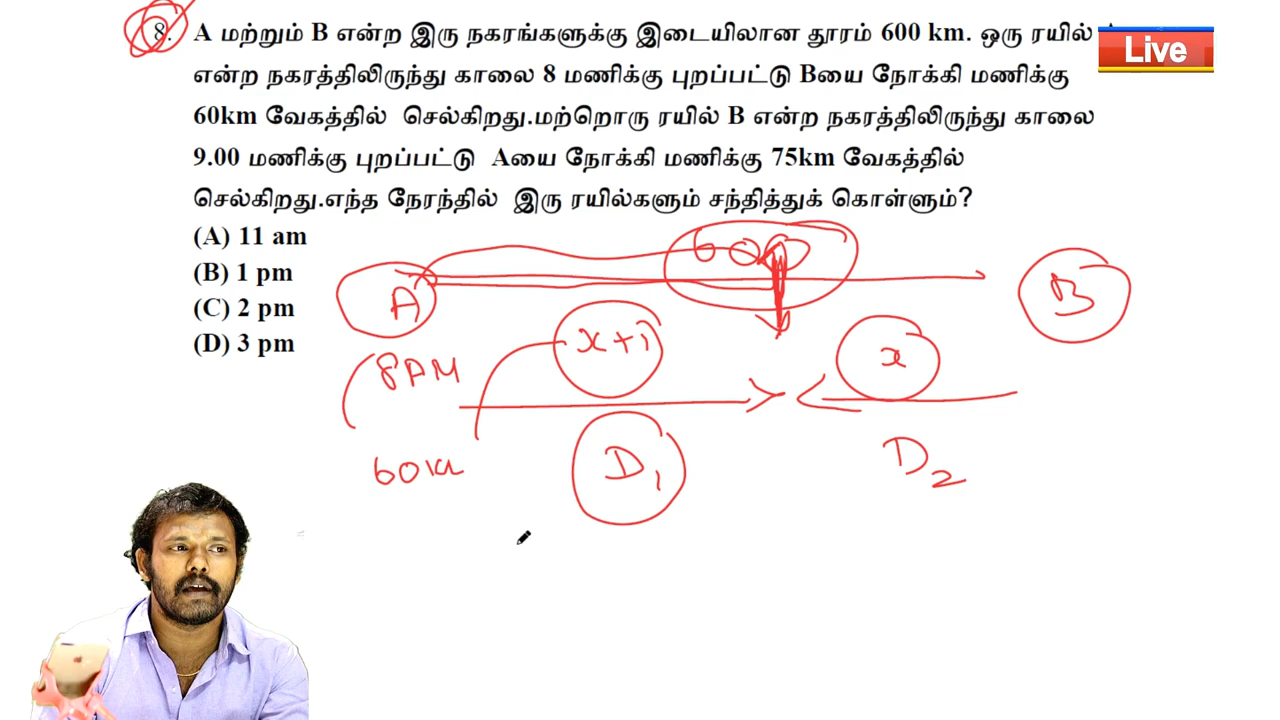 8. A மற்றும் B என்ற இரு நகரங்களுக்கு இடையிலான தூரம் 600 km. ஒரு ரயில்
Live
என்ற நகரத்திலிருந்து காலை 8 மணிக்கு புறப்பட்டு Bயை நோக்கி மணிக்கு
60km வேகத்தில் செல்கிறது.மற்றொரு ரயில் B என்ற நகரத்திலிருந்து காலை
9.00 மணிக்கு புறப்பட்டு Aயை நோக்கி மணிக்கு 75km வேகத்தில்
செல்கிறது.எந்த நேரந்தில் இரு ரயில்களும் சந்தித்துக் கொள்ளும்?
(A) 11 am
(B) 1 pm
(C) 2 pm
(D) 3 pm
600
A
B
x+1
x
8AM
D1
D2
60